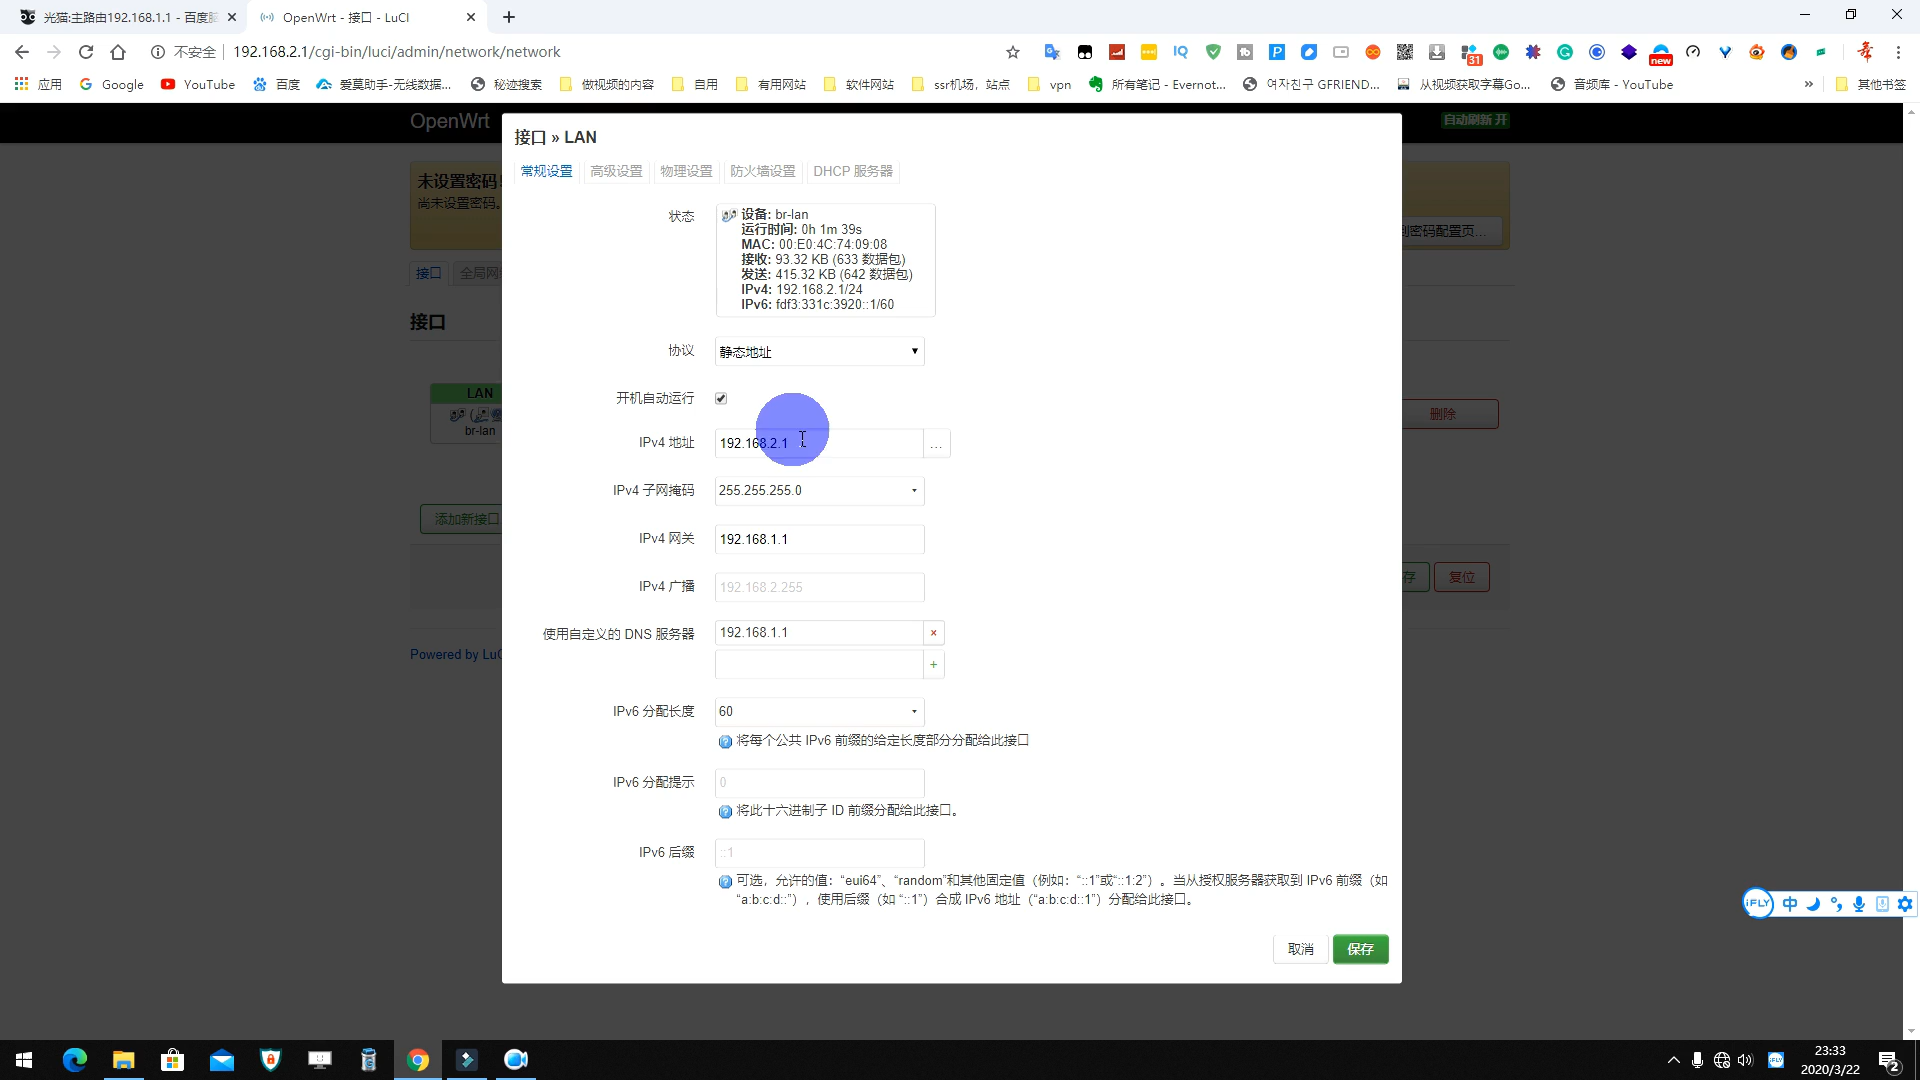 光猫:主路由192.168.1.1 - 百度
OpenWrt - 接口 - LuCI
不安全
192.168.2.1/cgi-bin/luci/admin/network/network
31
new
应用
Google
YouTube
百度
爱莫助手-无线数据...
秘迹搜索
做视频的内容
自用
有用网站
软件网站
ssr机场，站点
vpn
所有笔记 - Evernot...
여자친구 GFRIEND...
从视频获取字幕Go...
音频库 - YouTube
»
其他书签
OpenWrt
自动刷新 开
接口 » LAN
常规设置
高级设置
物理设置
防火墙设置
DHCP 服务器
未设置密码
尚未设置密码。
密码配置页...
接口
全局网
接口
LAN
br-lan
删除
添加新接口
存
复位
Powered by LuC
状态
设备: br-lan
运行时间: 0h 1m 39s
MAC: 00:E0:4C:74:09:08
接收: 93.32 KB (633 数据包)
发送: 415.32 KB (642 数据包)
IPv4: 192.168.2.1/24
IPv6: fdf3:331c:3920::1/60
协议
静态地址
开机自动运行
IPv4 地址
192.168.2.1
...
IPv4 子网掩码
255.255.255.0
IPv4 网关
192.168.1.1
IPv4 广播
192.168.2.255
使用自定义的 DNS 服务器
192.168.1.1
×
+
IPv6 分配长度
60
将每个公共 IPv6 前缀的给定长度部分分配给此接口
IPv6 分配提示
0
将此十六进制子 ID 前缀分配给此接口。
IPv6 后缀
::1
可选，允许的值：“eui64”、“random”和其他固定值（例如：“::1”或“::1:2”）。当从授权服务器获取到 IPv6 前缀（如
“a:b:c:d::”），使用后缀（如 “::1”）合成 IPv6 地址（“a:b:c:d::1”）分配给此接口。
取消
保存
iFLY
中
23:33
2020/3/22
2